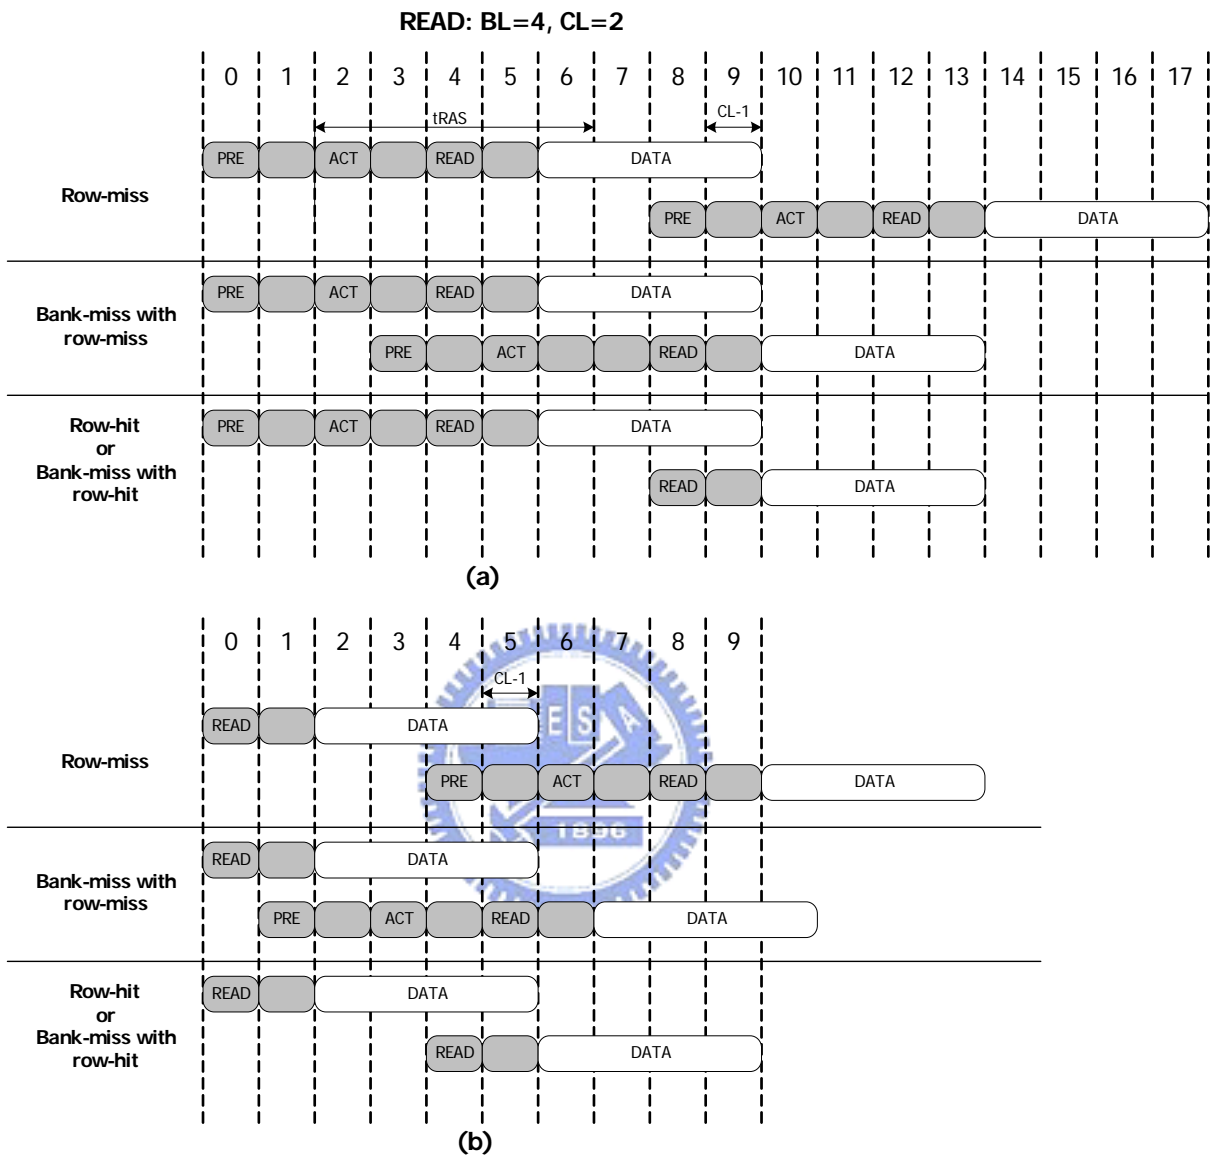 READ: BL=4, CL=2
0 1 2 3 4 5 6 7 8 9 10 11 12 13 14 15 16 17
tRAS CL-1
PRE ACT READ DATA
Row-miss
PRE ACT READ DATA
PRE ACT READ DATA
Bank-miss with
row-miss
PRE ACT READ DATA
PRE ACT READ DATA
Row-hit
or
Bank-miss with
row-hit
READ DATA
(a)
0 1 2 3 4 5 6 7 8 9
CL-1
READ DATA
E S A
Row-miss
PRE ACT READ DATA
1896
READ DATA
Bank-miss with
row-miss
PRE ACT READ DATA
READ DATA
Row-hit
or
Bank-miss with
row-hit
READ DATA
(b)